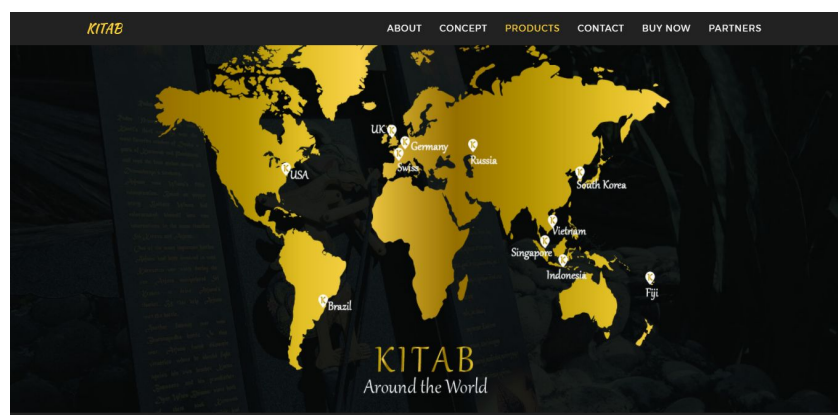 KITAB ABOUT CONCEPT PRODUCTS CONTACT BUY NOW PARTNERS
UK
Germany
Swiss
Russia
USA
South Korea
Vietnam
Singapore
Indonesia
Fiji
Brazil
KITAB
Around the World